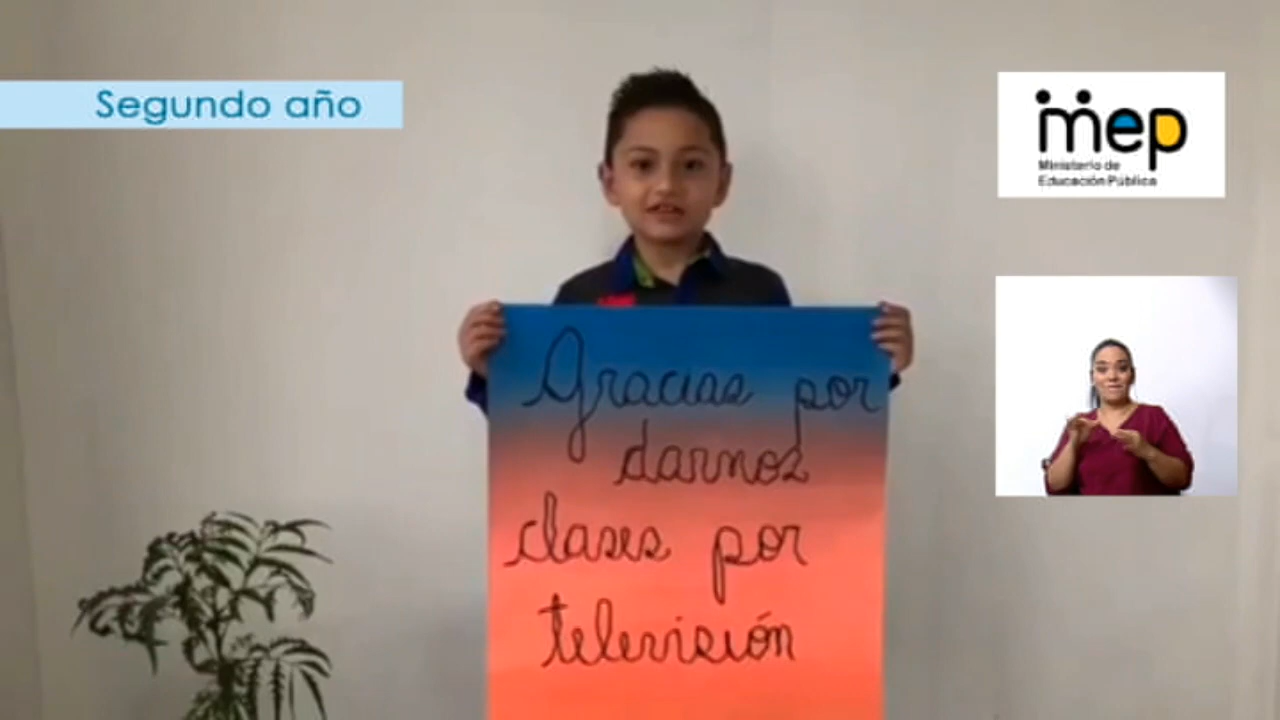 Segundo año
mep
Ministerio de
Educación Pública
Gracias por
darnos
clases por
televisión